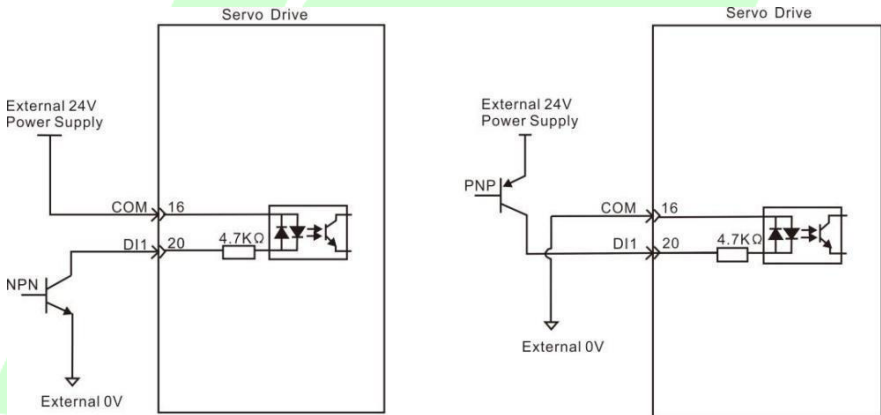 Servo Drive
External 24V
Power Supply
COM
16
DI1
20
4.7KΩ
NPN
External 0V
Servo Drive
External 24V
Power Supply
PNP
COM
16
DI1
20
4.7KΩ
External 0V